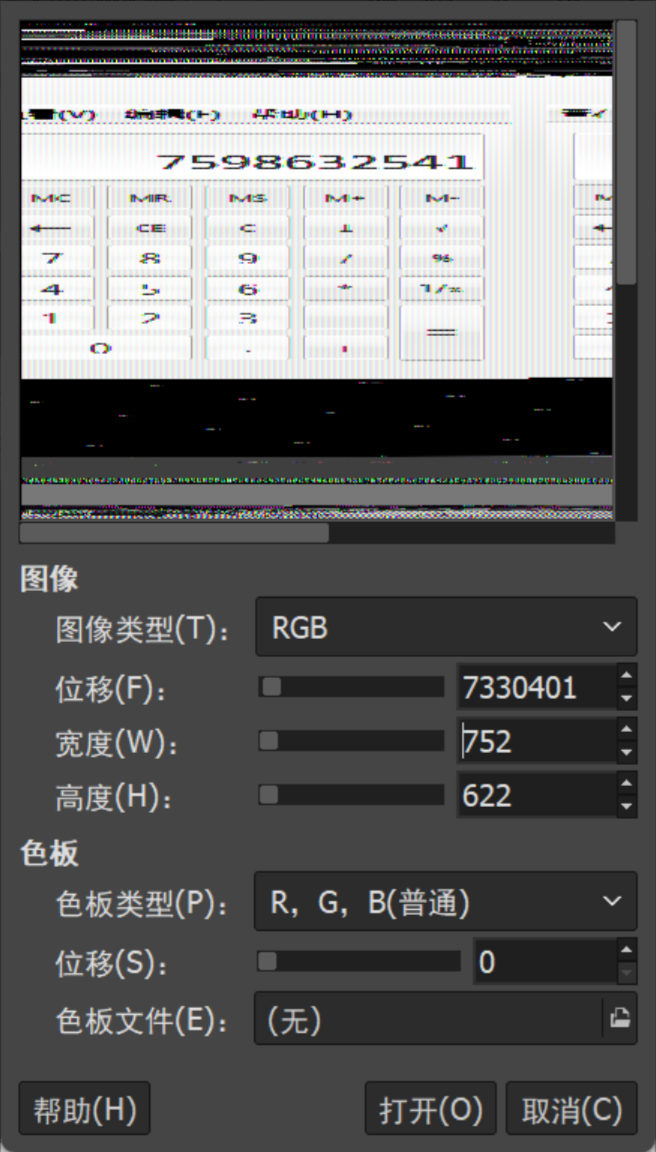 查看(V) 编辑(E) 帮助(H)
7598632541
MC MR MS M+ M-
← CE C ± √
7 8 9 / %
4 5 6 * 1/x
1 2 3 =
0 .
图像
图像类型(T)： RGB
位移(F)： 7330401
宽度(W)： 752
高度(H)： 622
色板
色板类型(P)： R，G，B(普通)
位移(S)： 0
色板文件(E)： (无)
帮助(H) 打开(O) 取消(C)